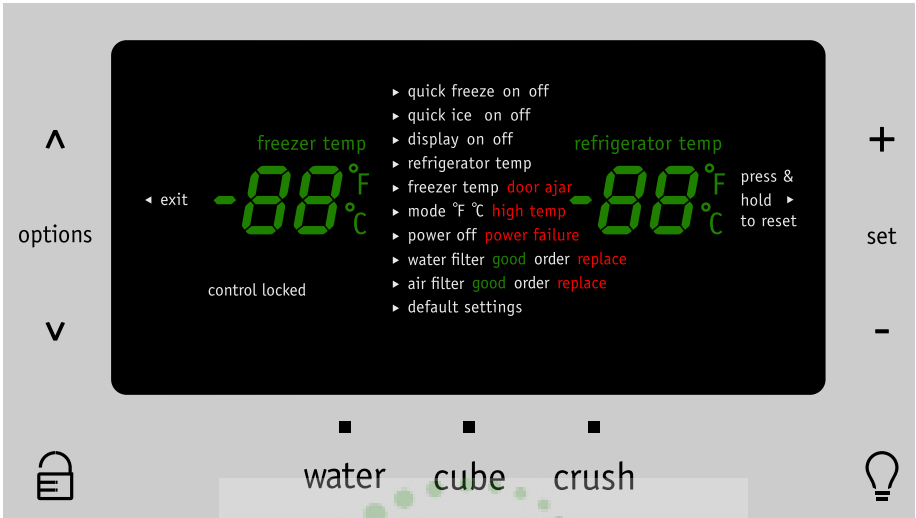 quick freeze on off
quick ice on off
display on off
freezer temp
refrigerator temp
refrigerator temp
-88 °F °C
-88 °F °C
freezer temp door ajar
mode °F °C high temp
power off power failure
water filter good order replace
air filter good order replace
default settings
exit
press &
hold
to reset
control locked
options
set
+
-
water cube crush